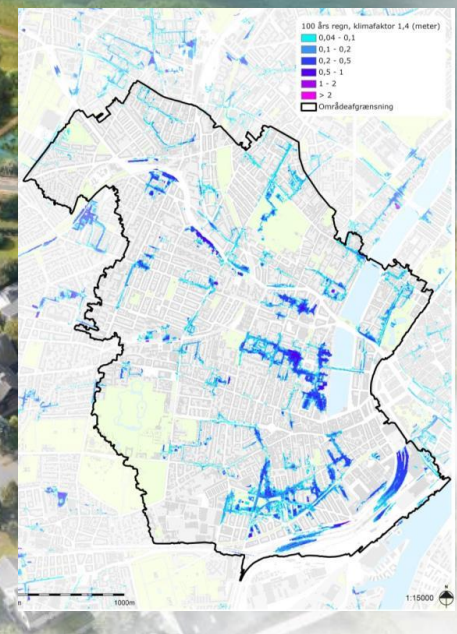 100 års regn, klimafaktor 1,4 (meter)
0,04 - 0,1
0,1 - 0,2
0,2 - 0,5
0,5 - 1
1 - 2
> 2
Områdeafgrænsning
1000m
1:15000